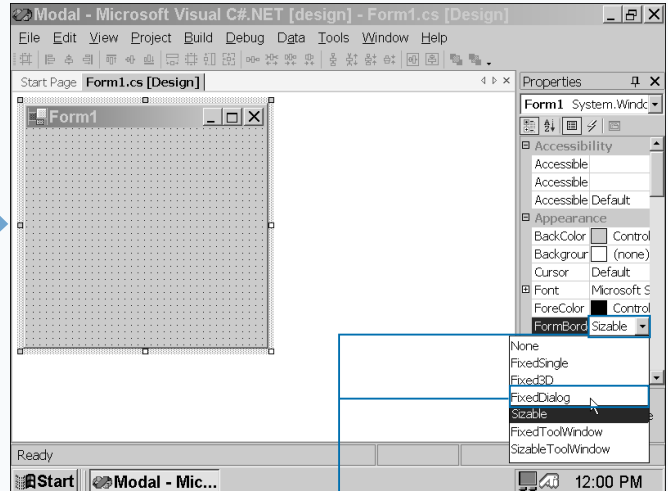 Modal - Microsoft Visual C#.NET [design] - Form1.cs [Design]
File Edit View Project Build Debug Data Tools Window Help
Start Page Form1.cs [Design]
Properties
Form1
Form1 System.Windc
Accessibility
Accessible
Accessible
Accessible Default
Appearance
BackColor Control
Backgrour (none)
Cursor Default
Font Microsoft S
ForeColor Control
FormBord Sizable
None
FixedSingle
Fixed3D
FixedDialog
Sizable
FixedToolWindow
SizableToolWindow
Ready
Start Modal - Mic... 12:00 PM